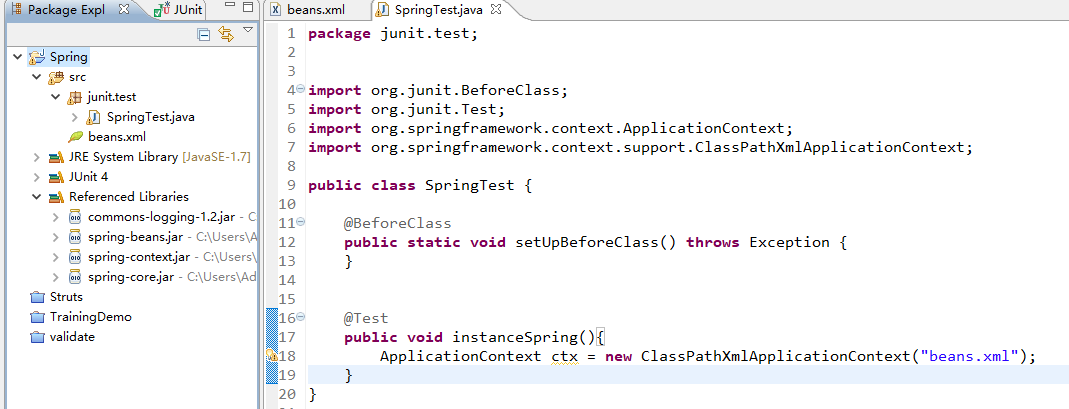 Package Expl
JUnit
Spring
src
junit.test
SpringTest.java
beans.xml
JRE System Library [JavaSE-1.7]
JUnit 4
Referenced Libraries
commons-logging-1.2.jar - C
spring-beans.jar - C:\Users\A
spring-context.jar - C:\Users\
spring-core.jar - C:\Users\Ad
Struts
TrainingDemo
validate
beans.xml
SpringTest.java
1 package junit.test;
2
3
4 import org.junit.BeforeClass;
5 import org.junit.Test;
6 import org.springframework.context.ApplicationContext;
7 import org.springframework.context.support.ClassPathXmlApplicationContext;
8
9 public class SpringTest {
10
11 @BeforeClass
12 public static void setUpBeforeClass() throws Exception {
13 }
14
15
16 @Test
17 public void instanceSpring(){
18 ApplicationContext ctx = new ClassPathXmlApplicationContext("beans.xml");
19 }
20 }